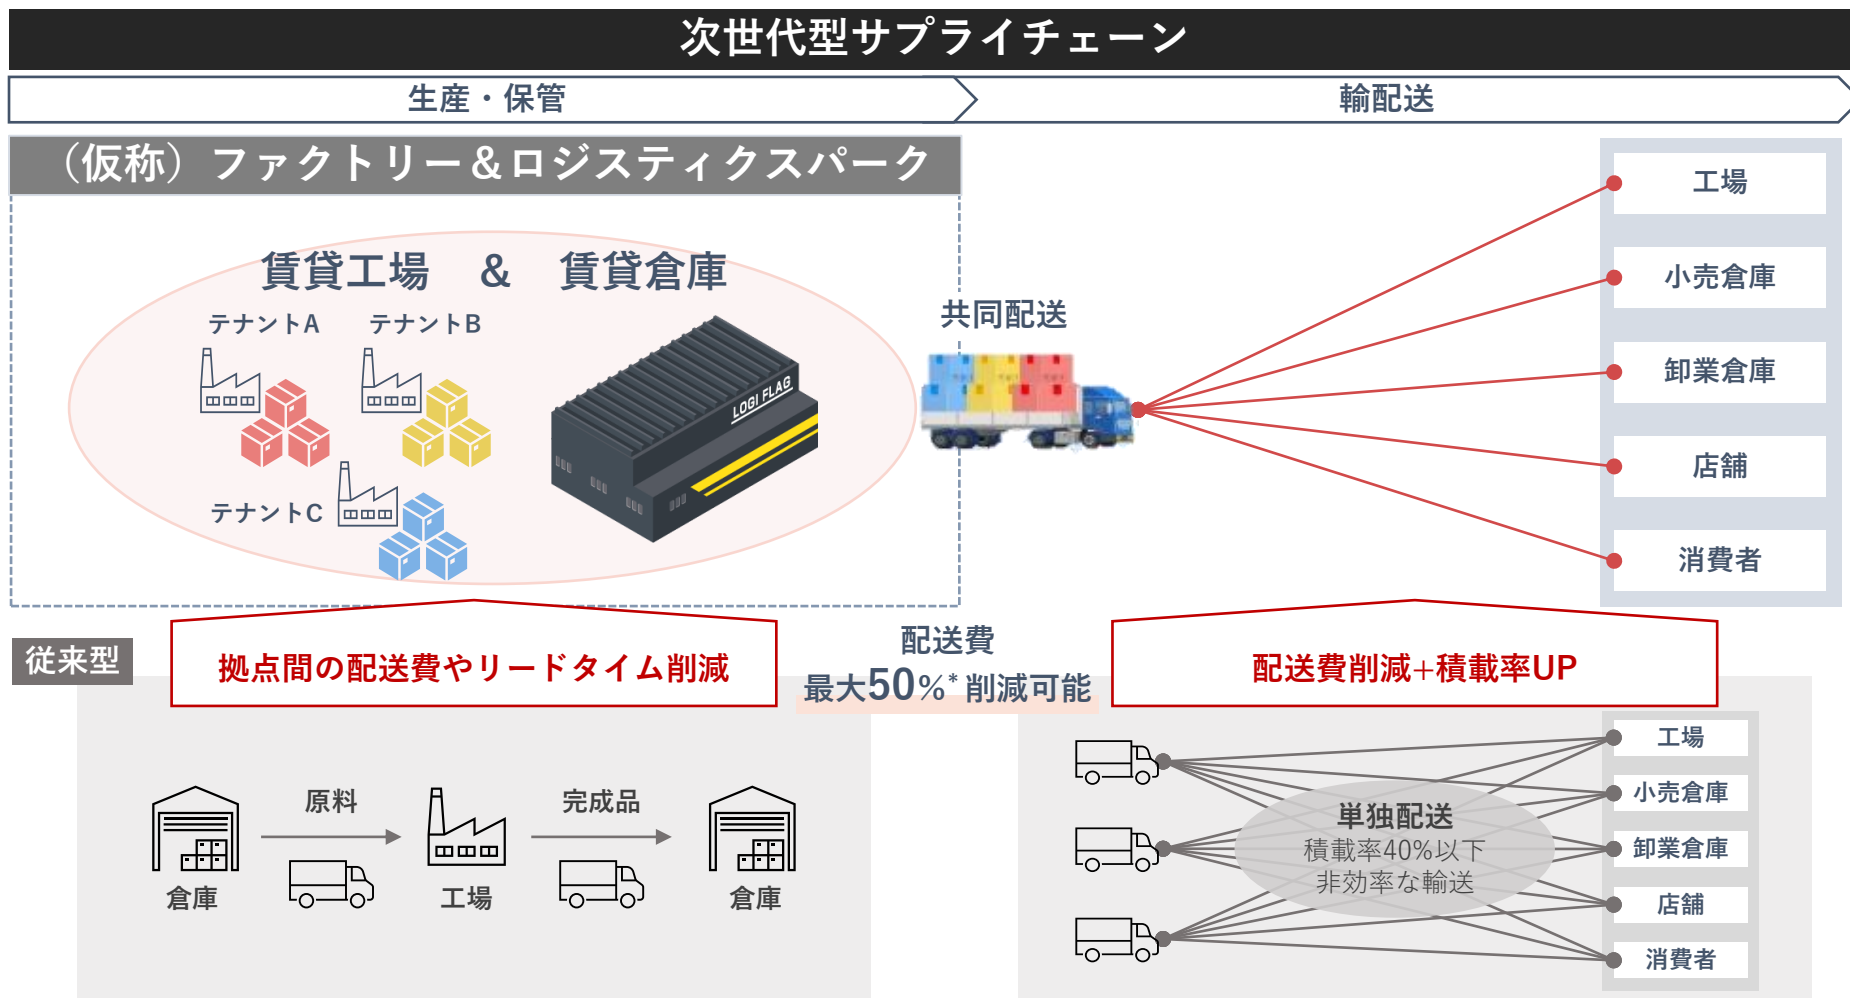 次世代型サプライチェーン
生産・保管
輸配送
（仮称）ファクトリー＆ロジスティクスパーク
賃貸工場　＆　賃貸倉庫
テナントA
テナントB
テナントC
LOGI FLAG
共同配送
工場
小売倉庫
卸業倉庫
店舗
消費者
従来型
拠点間の配送費やリードタイム削減
配送費
最大50%*削減可能
配送費削減+積載率UP
倉庫
原料
工場
完成品
倉庫
単独配送
積載率40%以下
非効率な輸送
工場
小売倉庫
卸業倉庫
店舗
消費者